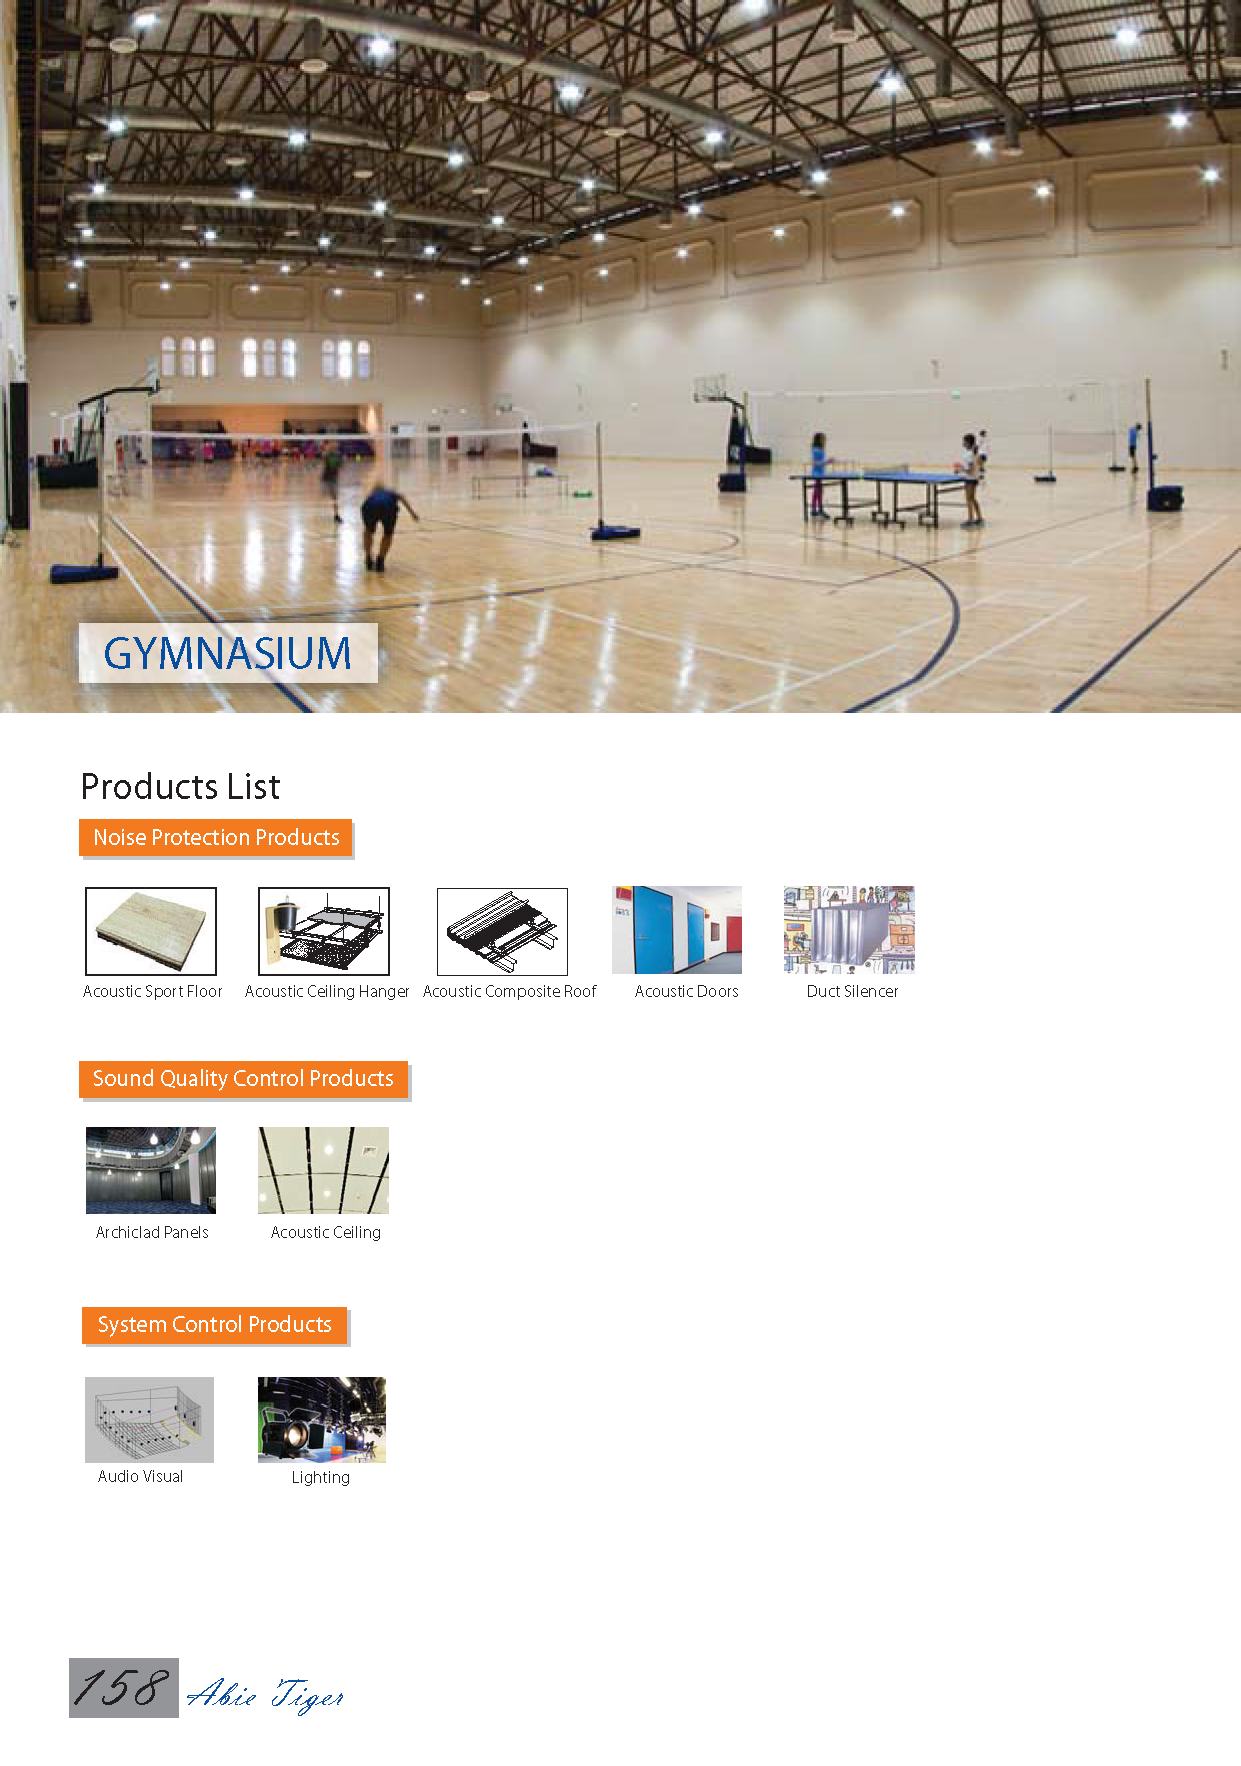 GYMNASIUM
Products List
Noise Protection Products
Acoustic Sport Floor
Acoustic Ceiling Hanger
Acoustic Composite Roof
Acoustic Doors
Duct Silencer
Sound Quality Control Products
Archiclad Panels
Acoustic Ceiling
System Control Products
Audio Visual
Lighting
158 Abie Tiger